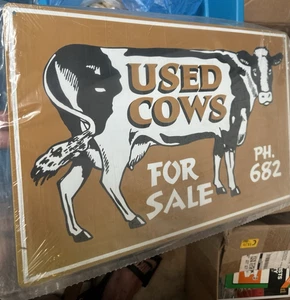 USED
COWS
FOR
SALE
PH.
682